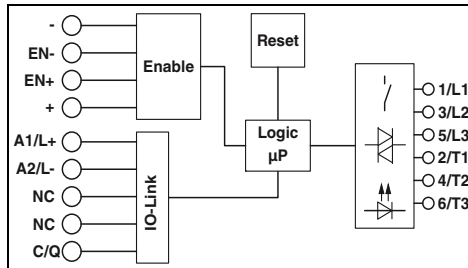 -
EN-
EN+
+
Enable
Reset
A1/L+
A2/L-
NC
NC
C/Q
IO-Link
Logic
µP
1/L1
3/L2
5/L3
2/T1
4/T2
6/T3